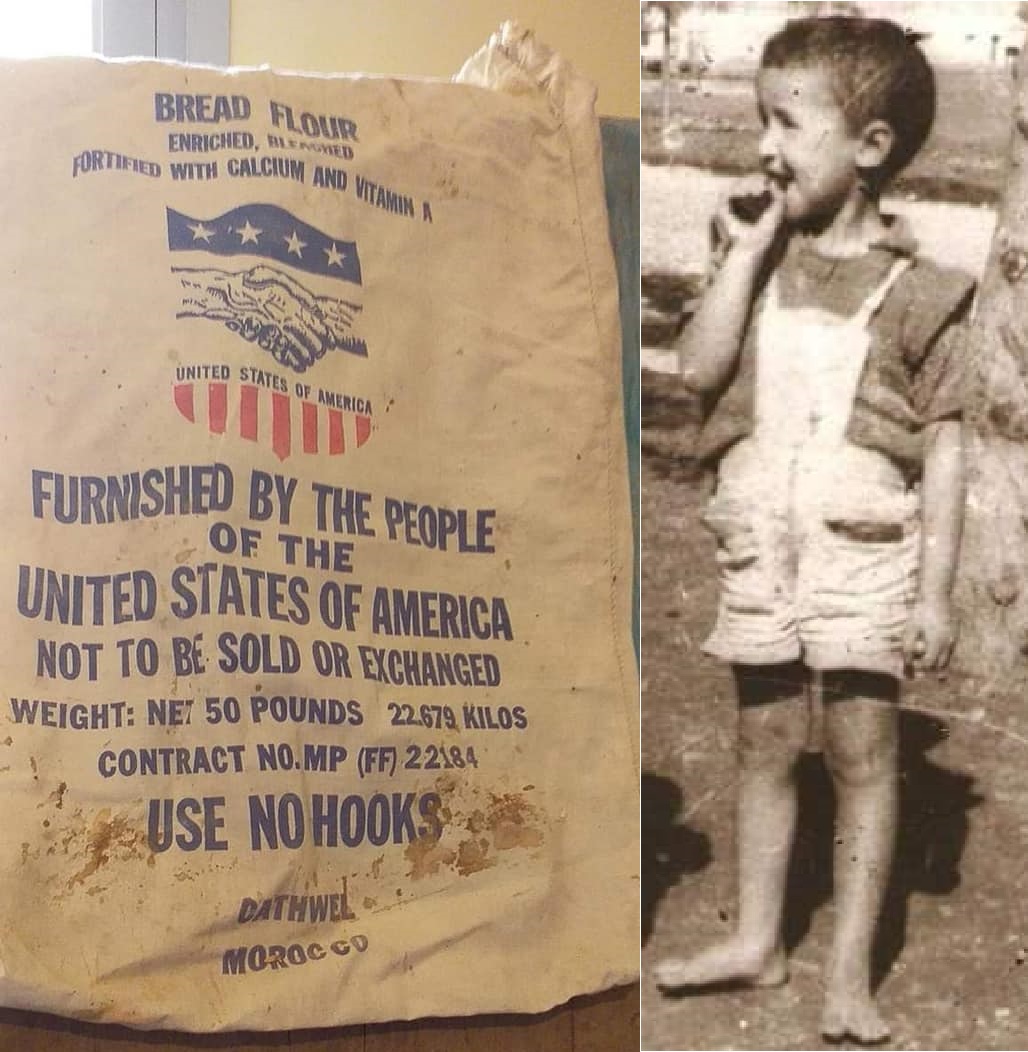 BREAD FLOUR
ENRICHED, BLEACHED
FORTIFIED WITH CALCIUM AND VITAMIN A
UNITED STATES OF AMERICA
FURNISHED BY THE PEOPLE
OF THE
UNITED STATES OF AMERICA
NOT TO BE SOLD OR EXCHANGED
WEIGHT: NET 50 POUNDS 22.679 KILOS
CONTRACT NO.MP (FF) 22184
USE NO HOOKS
DATHWEL
MOROCCO